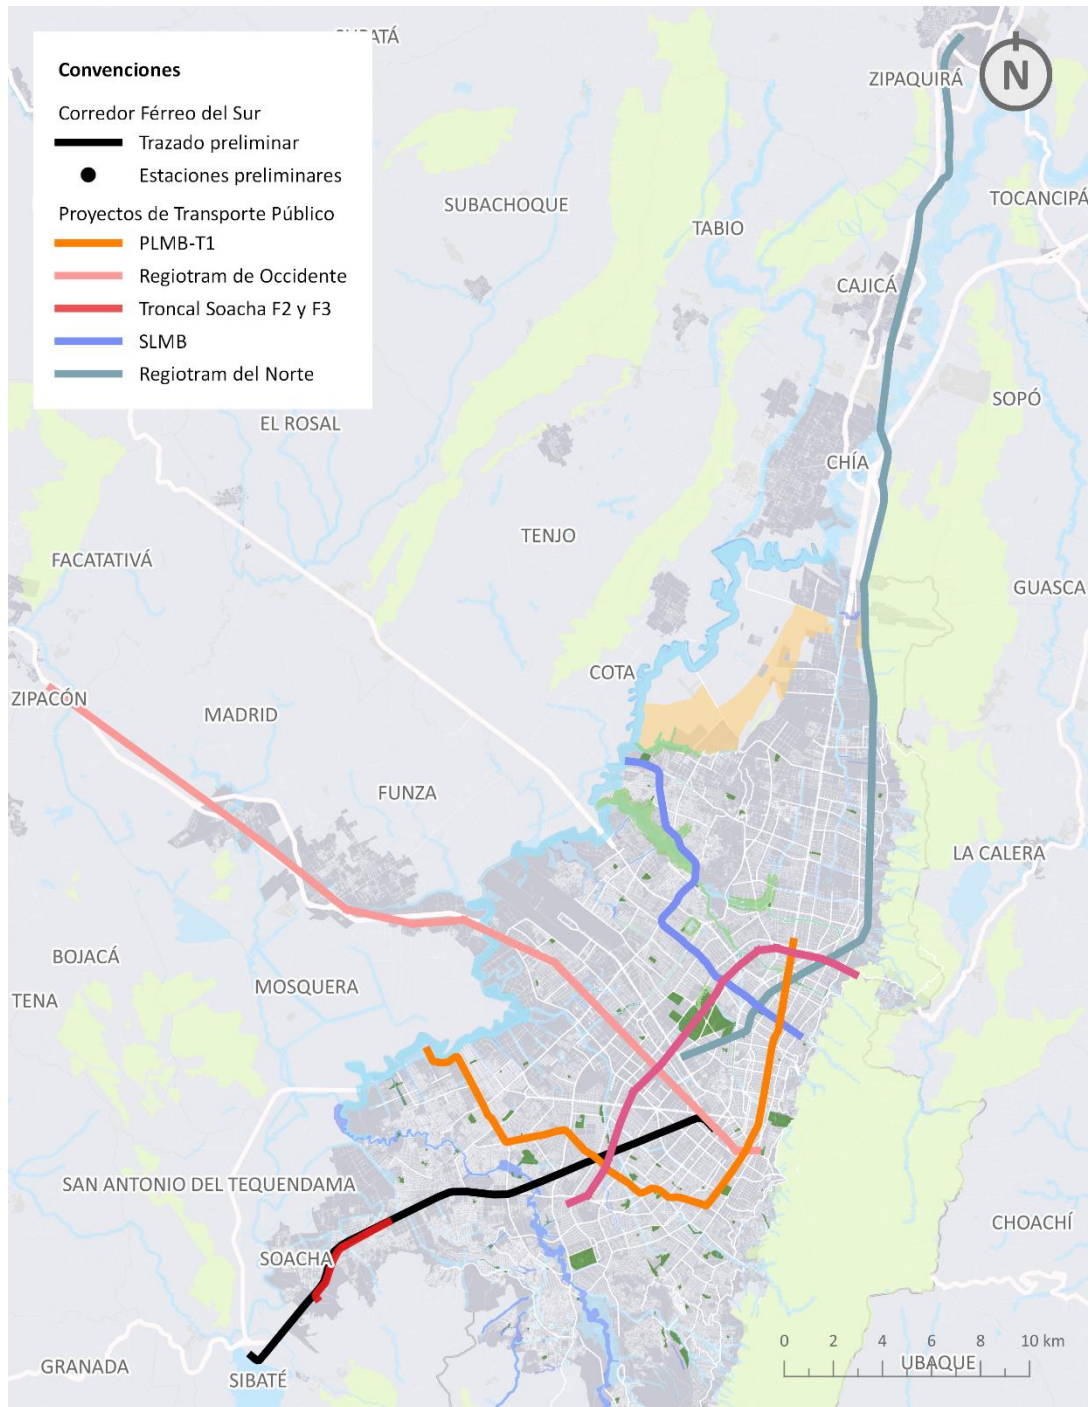 Convenciones
Corredor Férreo del Sur
Trazado preliminar
Estaciones preliminares
Proyectos de Transporte Público
PLMB-T1
Regiotram de Occidente
Troncal Soacha F2 y F3
SLMB
Regiotram del Norte
ZIPAQUIRÁ
N
SUBACHOQUE
TOCANCIPÁ
TABIO
CAJICÁ
SOPÓ
EL ROSAL
CHÍA
TENJO
FACATATIVÁ
GUASCA
COTA
ZIPACÓN
MADRID
FUNZA
LA CALERA
BOJACÁ
MOSQUERA
TENA
SAN ANTONIO DEL TEQUENDAMA
CHOACHÍ
SOACHA
0 2 4 6 8 10 km
UBAQUE
GRANADA
SIBATÉ